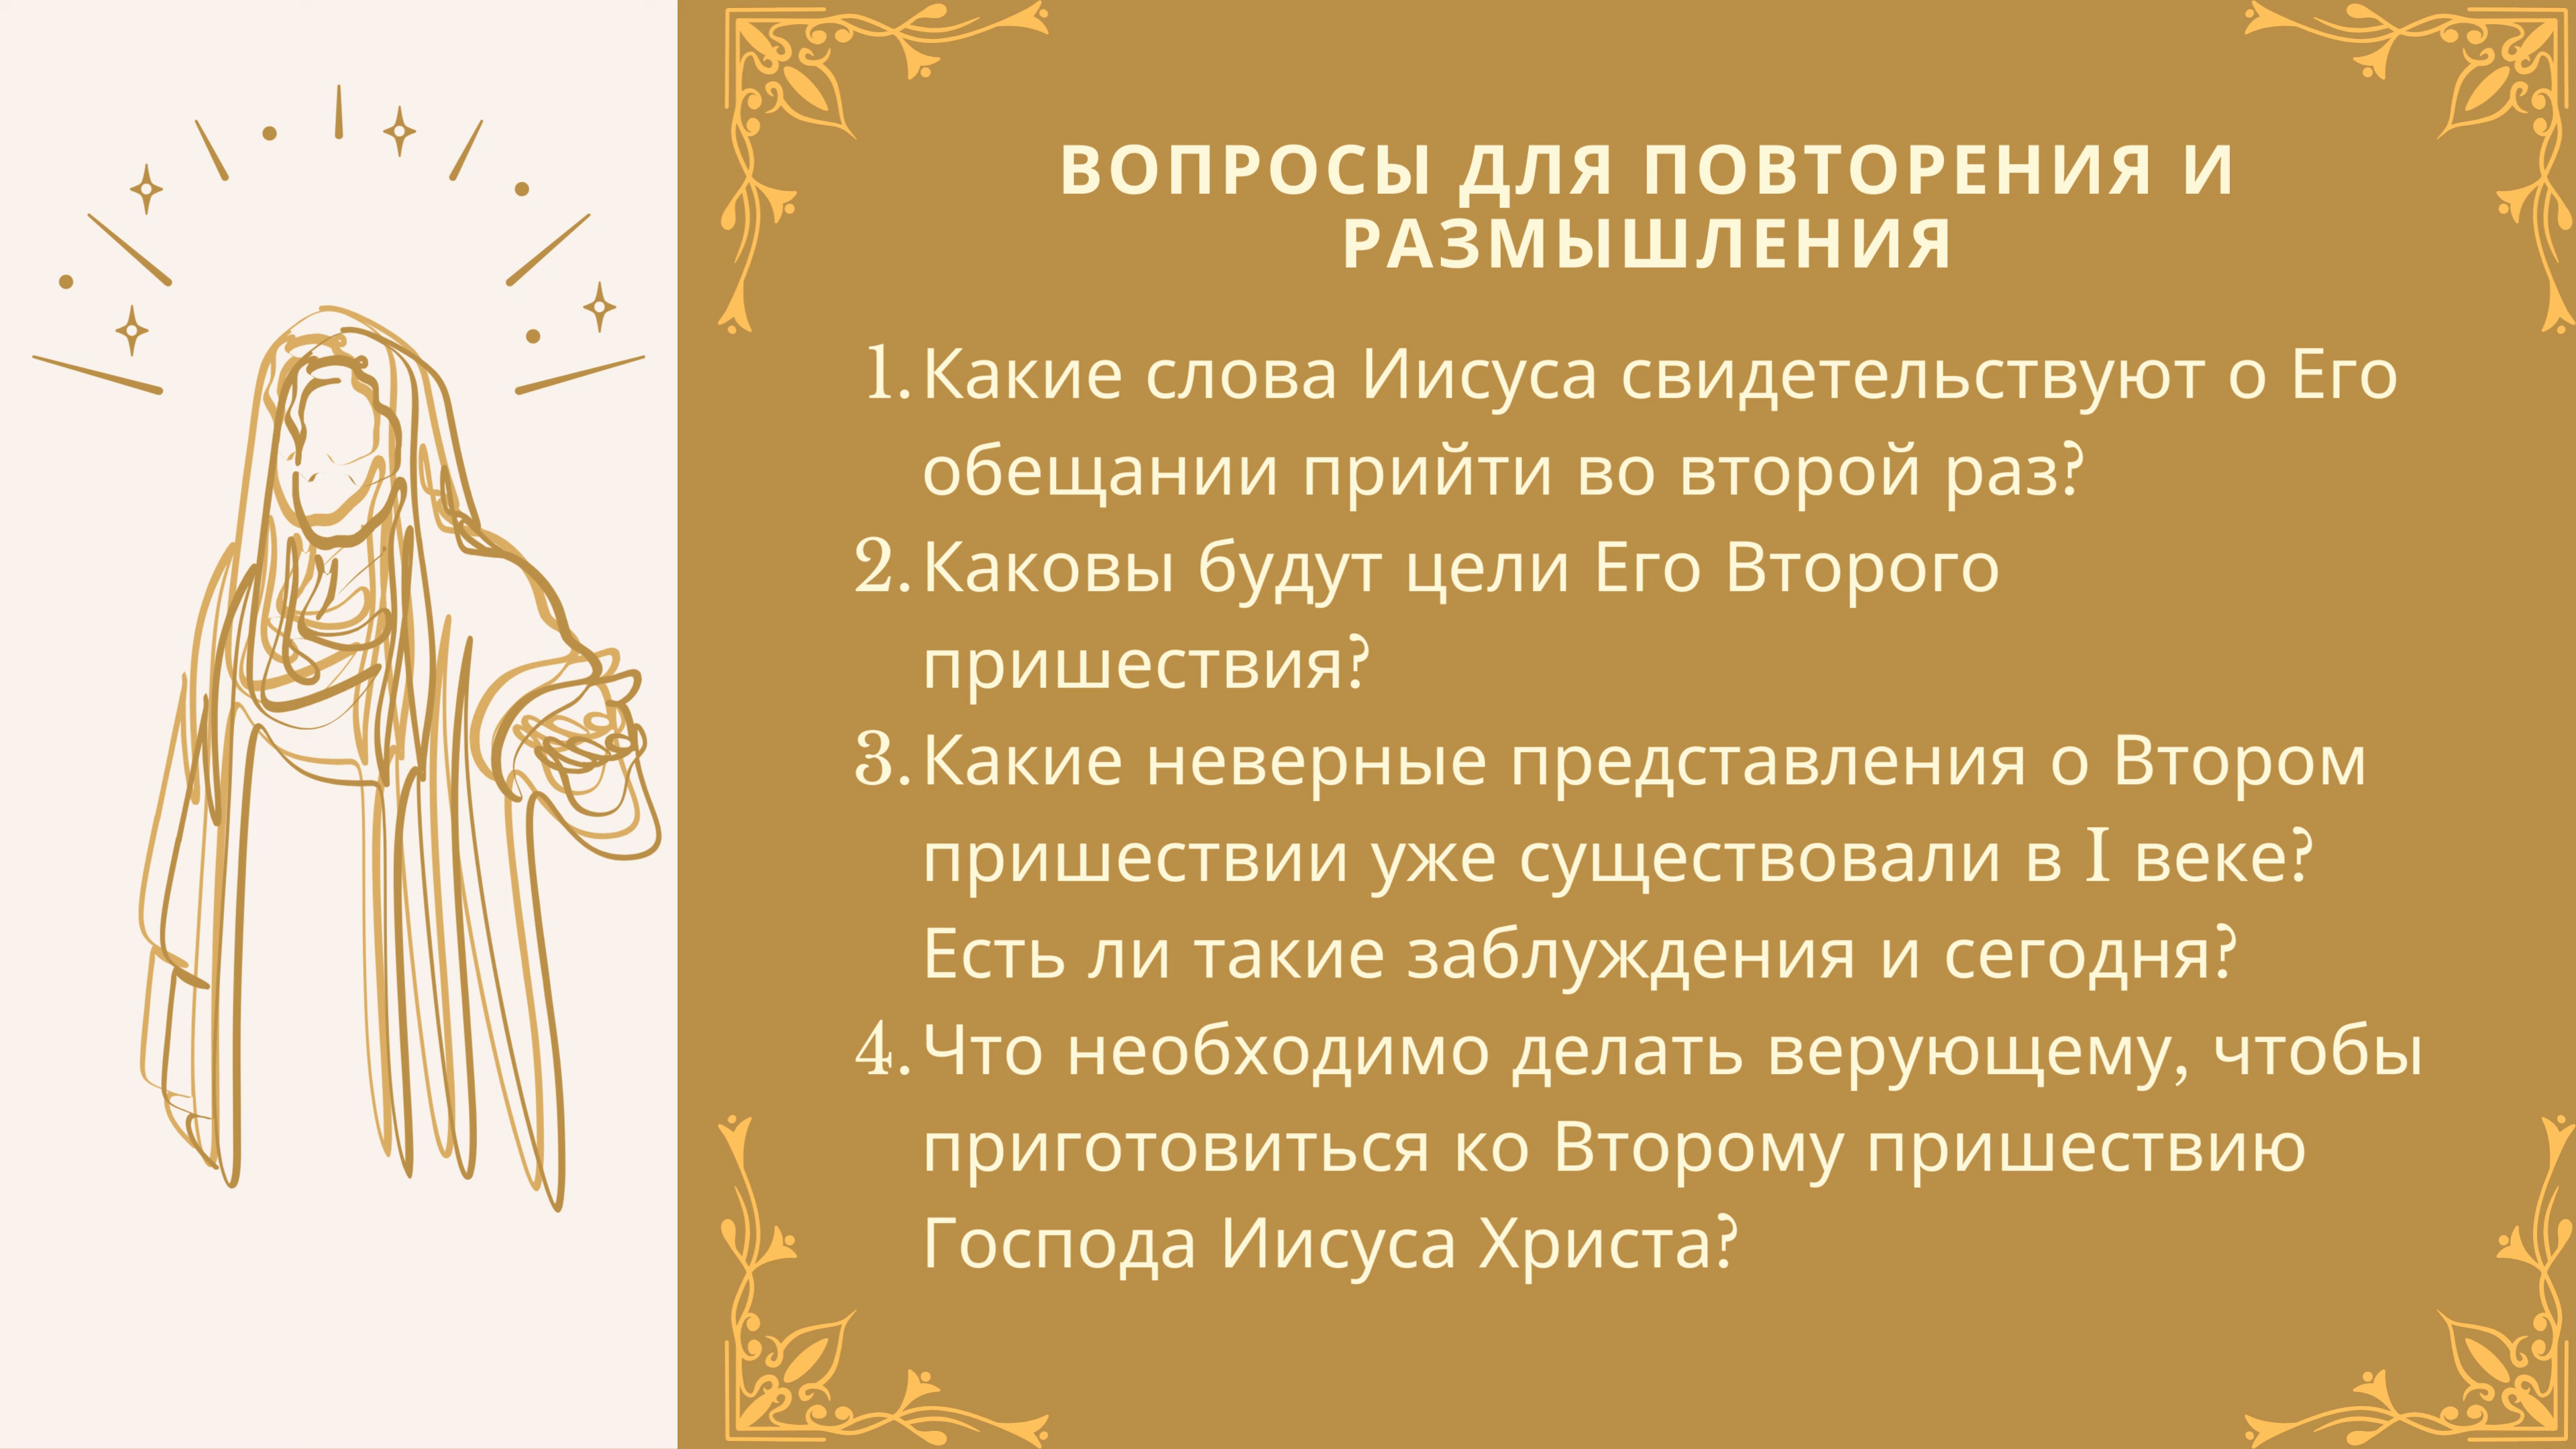 ВОПРОСЫ ДЛЯ ПОВТОРЕНИЯ И
РАЗМЫШЛЕНИЯ
1. Какие слова Иисуса свидетельствуют о Его
обещании прийти во второй раз?
2. Каковы будут цели Его Второго
пришествия?
3. Какие неверные представления о Втором
пришествии уже существовали в I веке?
Есть ли такие заблуждения и сегодня?
4. Что необходимо делать верующему, чтобы
приготовиться ко Второму пришествию
Господа Иисуса Христа?